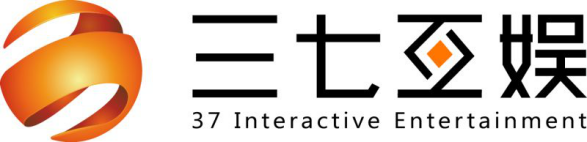 三七互娱
37 Interactive Entertainment